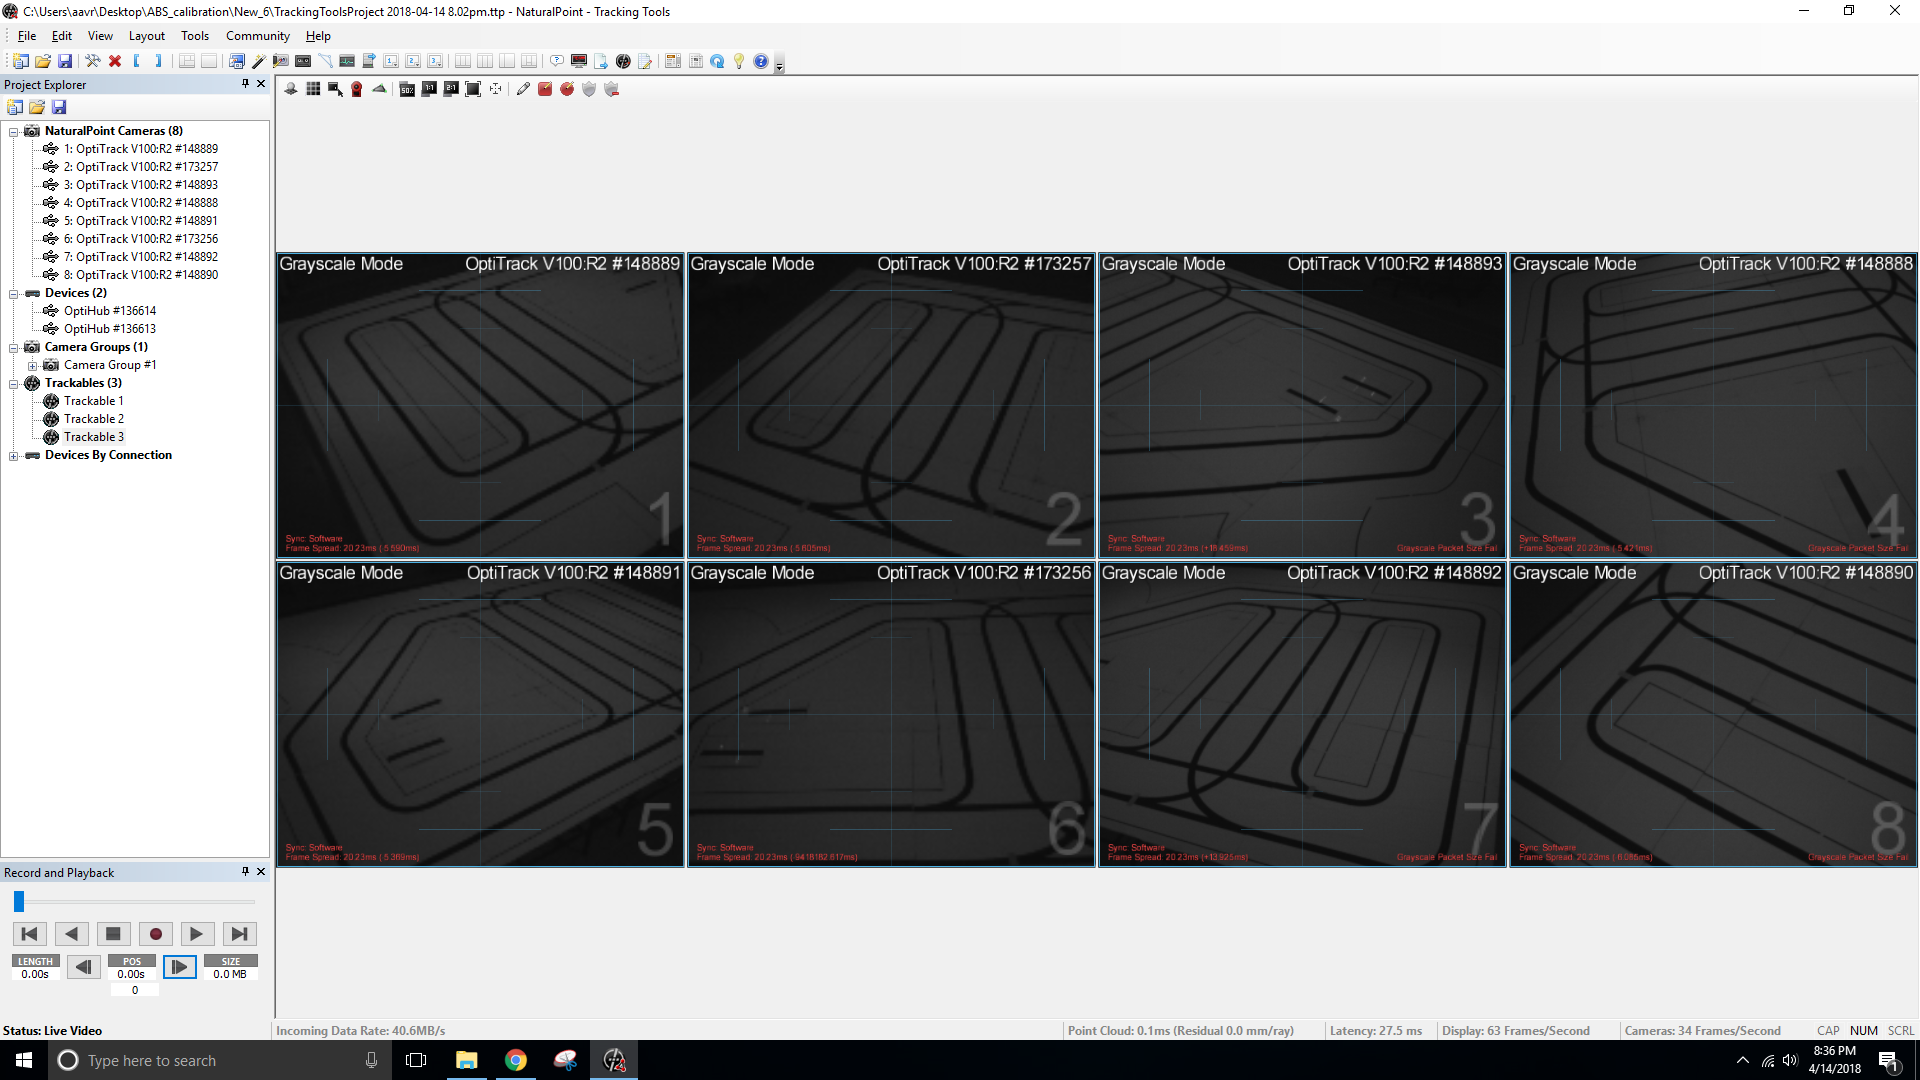 C:\Users\aavr\Desktop\ABS_calibration\New_6\TrackingToolsProject 2018-04-14 8.02pm.ttp - NaturalPoint - Tracking Tools
File Edit View Layout Tools Community Help
Project Explorer
NaturalPoint Cameras (8)
1: OptiTrack V100:R2 #148889
2: OptiTrack V100:R2 #173257
3: OptiTrack V100:R2 #148893
4: OptiTrack V100:R2 #148888
5: OptiTrack V100:R2 #148891
6: OptiTrack V100:R2 #173256
7: OptiTrack V100:R2 #148892
8: OptiTrack V100:R2 #148890
Devices (2)
OptiHub #136614
OptiHub #136613
Camera Groups (1)
Camera Group #1
Trackables (3)
Trackable 1
Trackable 2
Trackable 3
Devices By Connection
Grayscale Mode OptiTrack V100:R2 #148889
1
Sync: Software
Frame Spread: 20.23ms ( 5.590ms)
Grayscale Mode OptiTrack V100:R2 #173257
2
Sync: Software
Frame Spread: 20.23ms ( 5.605ms)
Grayscale Mode OptiTrack V100:R2 #148893
3
Sync: Software
Frame Spread: 20.23ms (+18.459ms) Grayscale Packet Size Fail
Grayscale Mode OptiTrack V100:R2 #148888
4
Sync: Software
Frame Spread: 20.23ms ( 5.421ms) Grayscale Packet Size Fail
Grayscale Mode OptiTrack V100:R2 #148891
5
Sync: Software
Frame Spread: 20.23ms ( 5.369ms)
Grayscale Mode OptiTrack V100:R2 #173256
6
Sync: Software
Frame Spread: 20.23ms (-9418182.617ms)
Grayscale Mode OptiTrack V100:R2 #148892
7
Sync: Software
Frame Spread: 20.23ms (+13.925ms) Grayscale Packet Size Fail
Grayscale Mode OptiTrack V100:R2 #148890
8
Sync: Software
Frame Spread: 20.23ms ( 6.085ms) Grayscale Packet Size Fail
Record and Playback
LENGTH POS SIZE
0.00s 0.00s 0.0 MB
0
Status: Live Video Incoming Data Rate: 40.6MB/s Point Cloud: 0.1ms (Residual 0.0 mm/ray) Latency: 27.5 ms Display: 63 Frames/Second Cameras: 34 Frames/Second CAP NUM SCRL
Type here to search
8:36 PM
4/14/2018
1